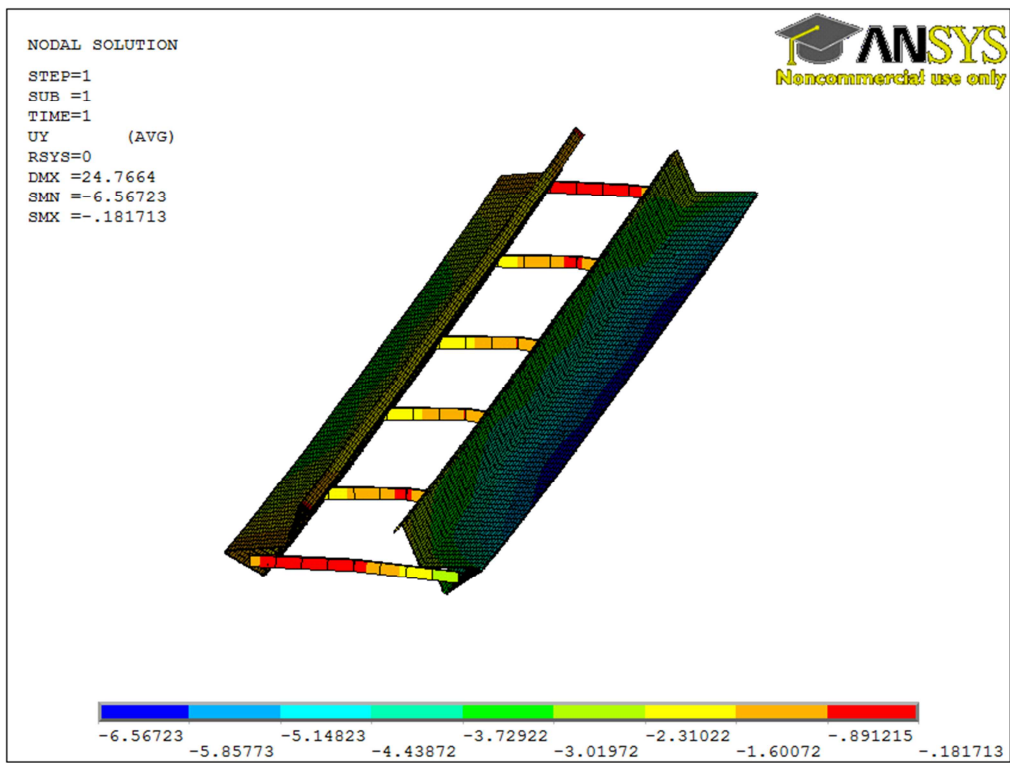 NODAL SOLUTION
STEP=1
SUB =1
TIME=1
UY (AVG)
RSYS=0
DMX =24.7664
SMN =-6.56723
SMX =-.181713
ANSYS
Noncommercial use only
-6.56723 -5.14823 -3.72922 -2.31022 -.891215
-5.85773 -4.43872 -3.01972 -1.60072 -.181713